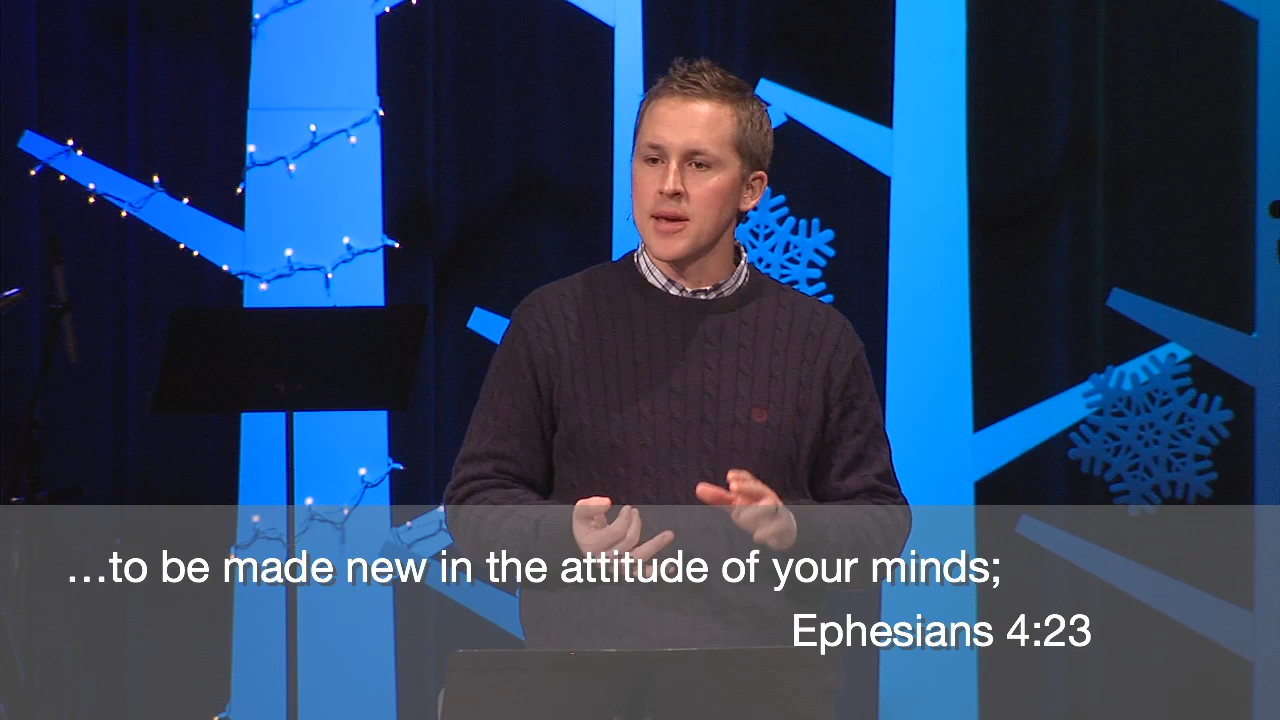 …to be made new in the attitude of your minds;
Ephesians 4:23